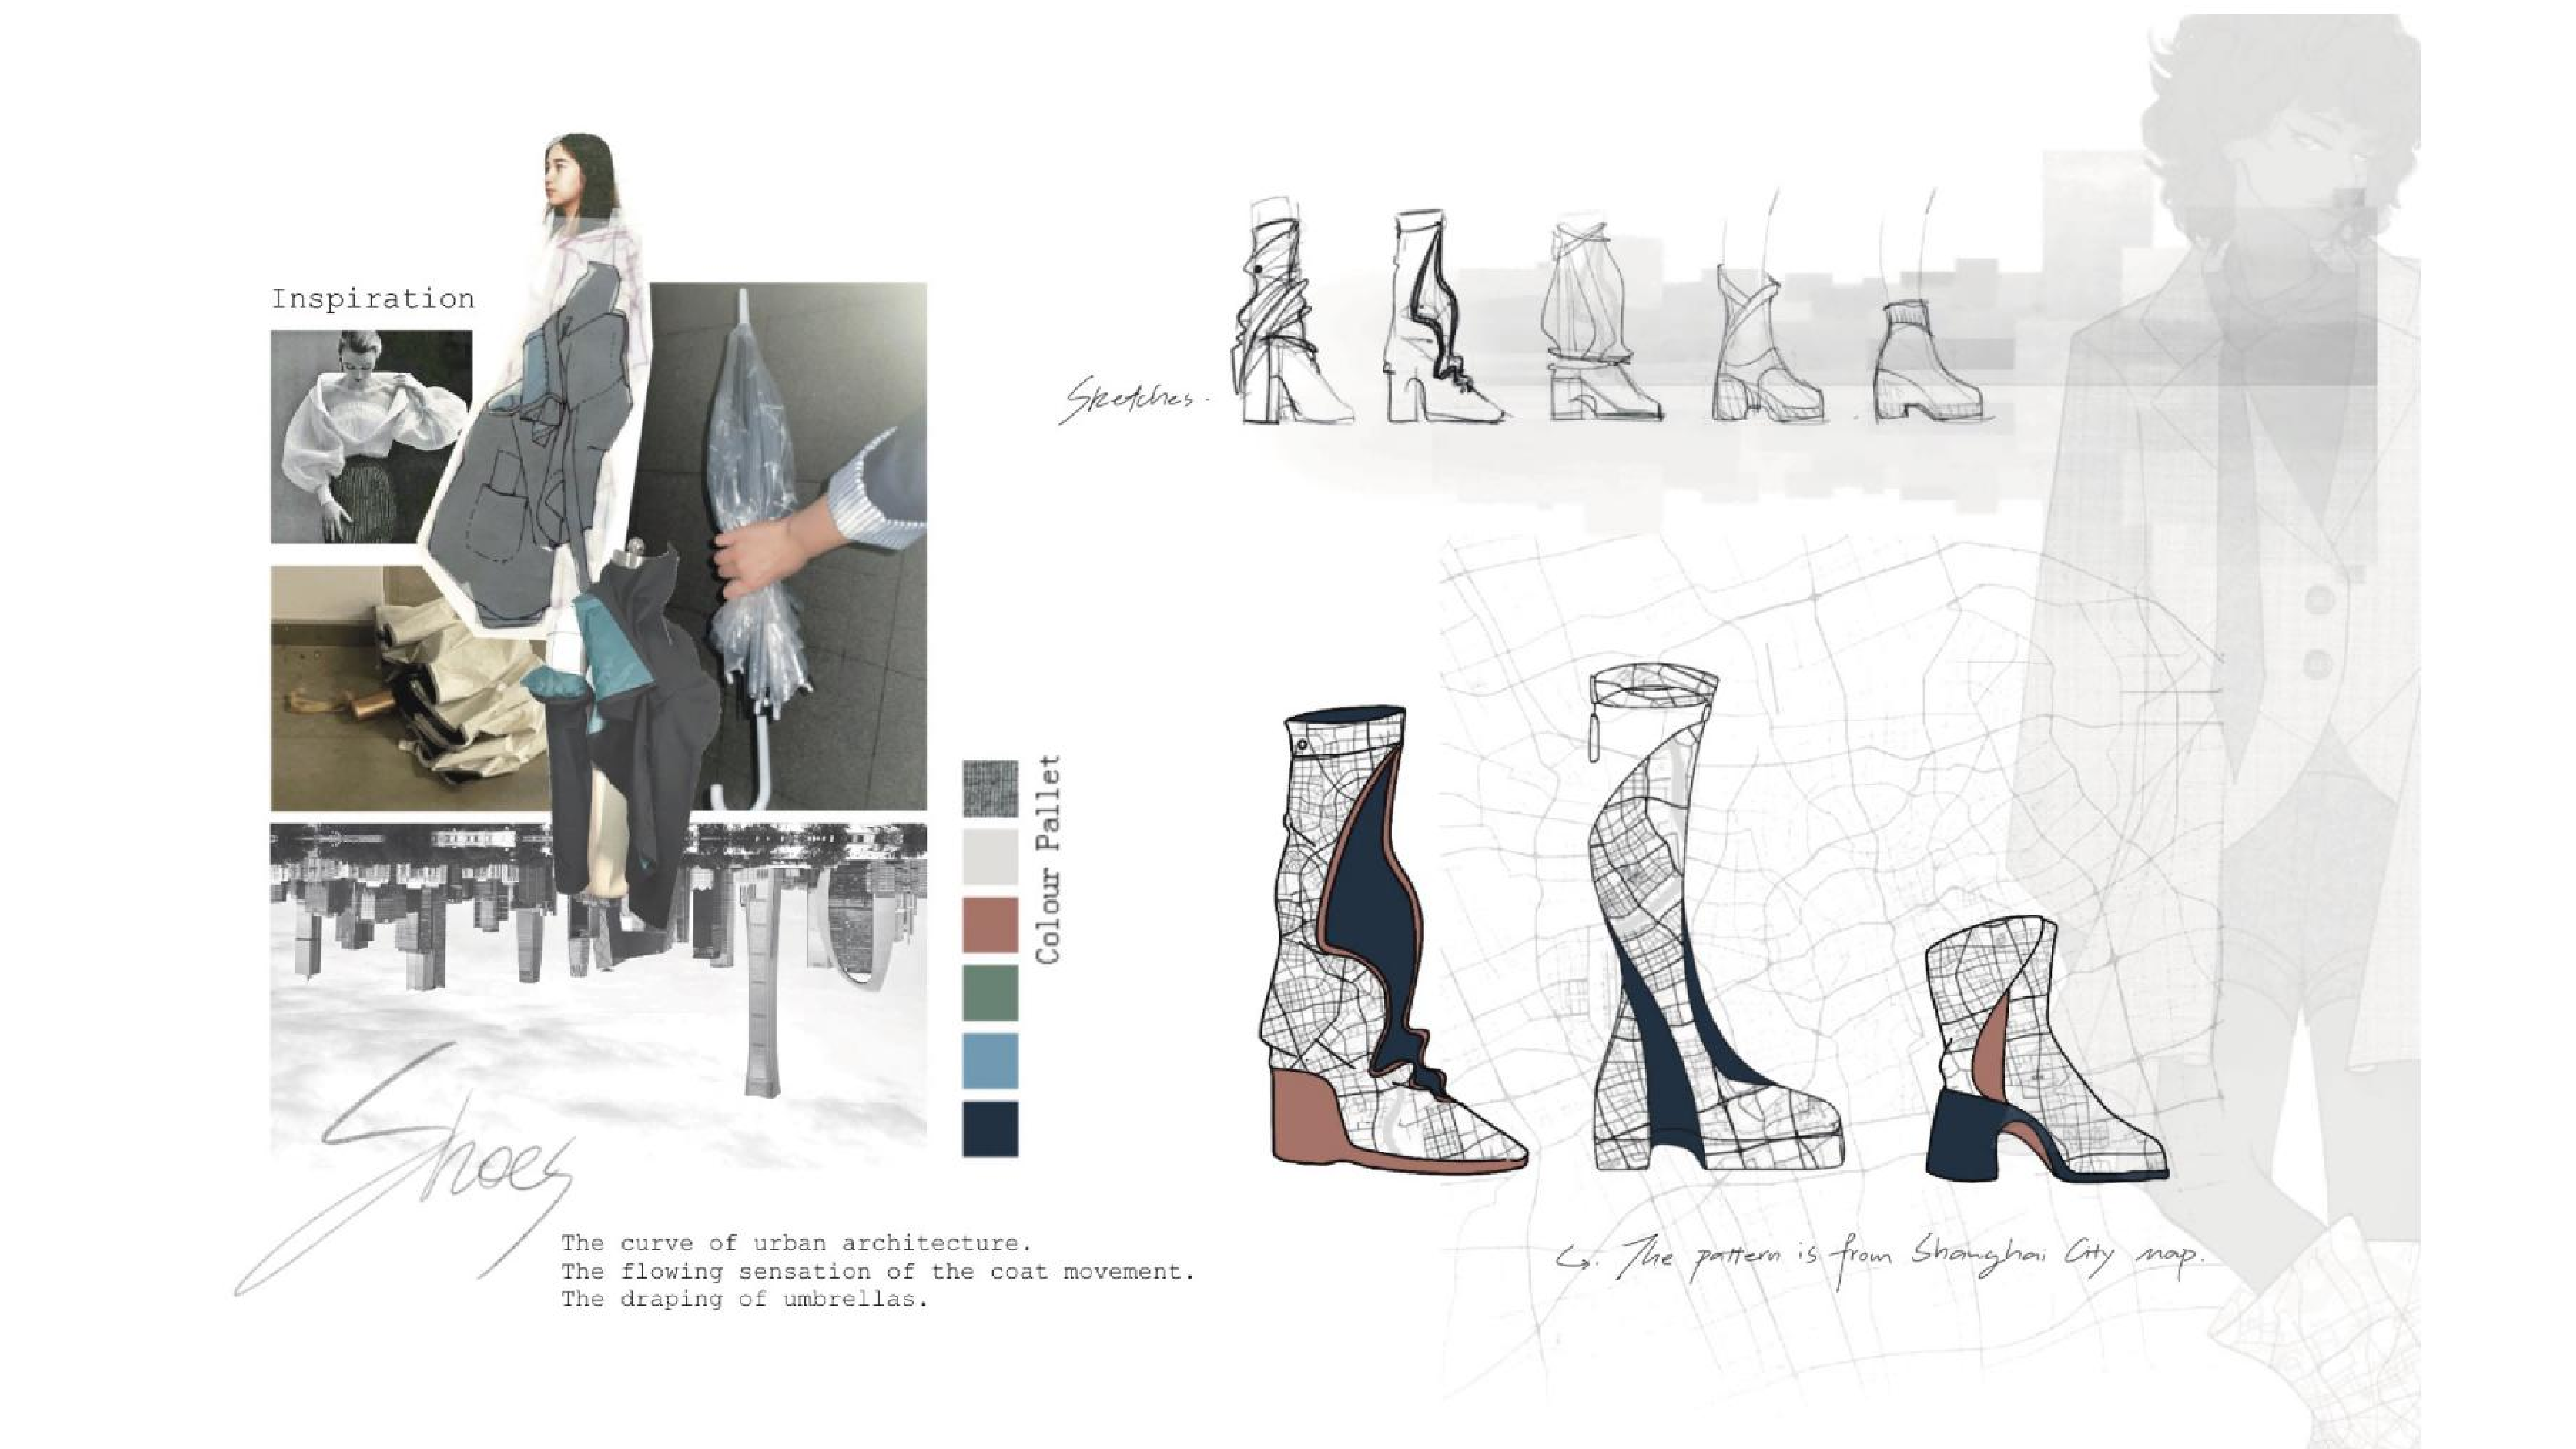 Inspiration
Sketches.
Colour Pallet
Shoes
The curve of urban architecture.
The flowing sensation of the coat movement.
The draping of umbrellas.
The pattern is from Shanghai City map.